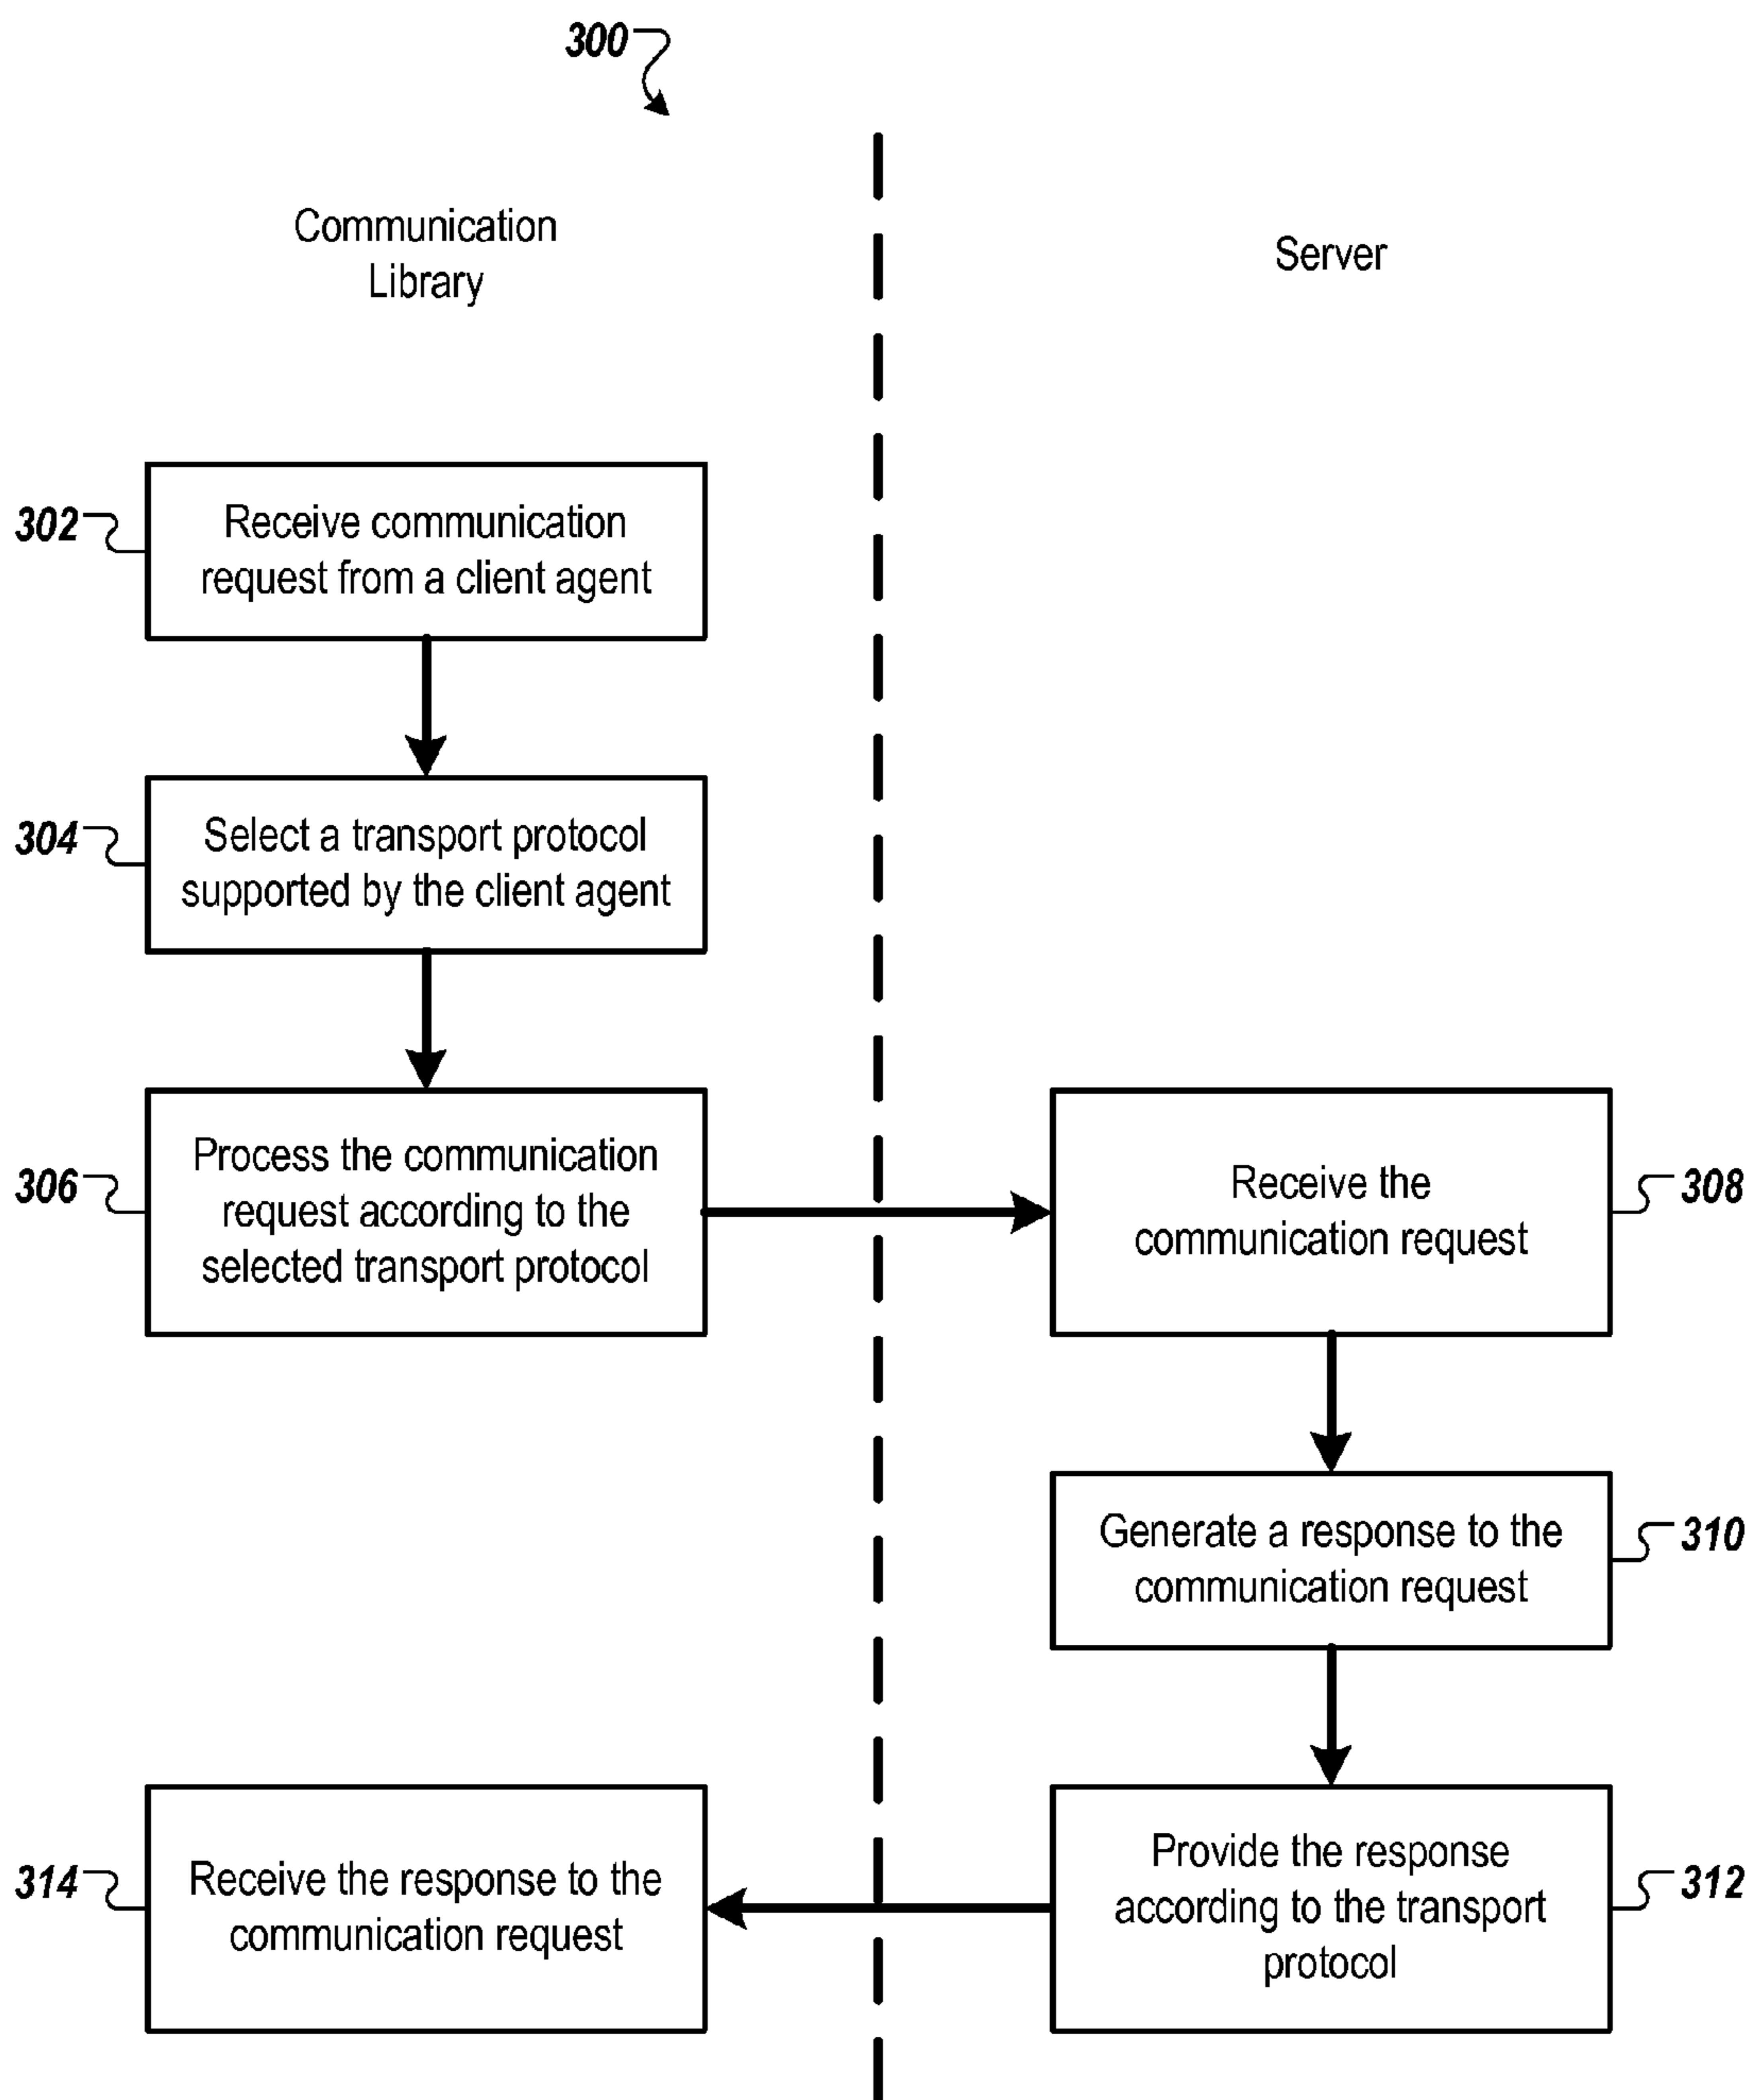 300
Communication
Library
Server
302
Receive communication
request from a client agent
304
Select a transport protocol
supported by the client agent
306
Process the communication
request according to the
selected transport protocol
Receive the
communication request
308
Generate a response to the
communication request
310
314
Receive the response to the
communication request
Provide the response
according to the transport
protocol
312